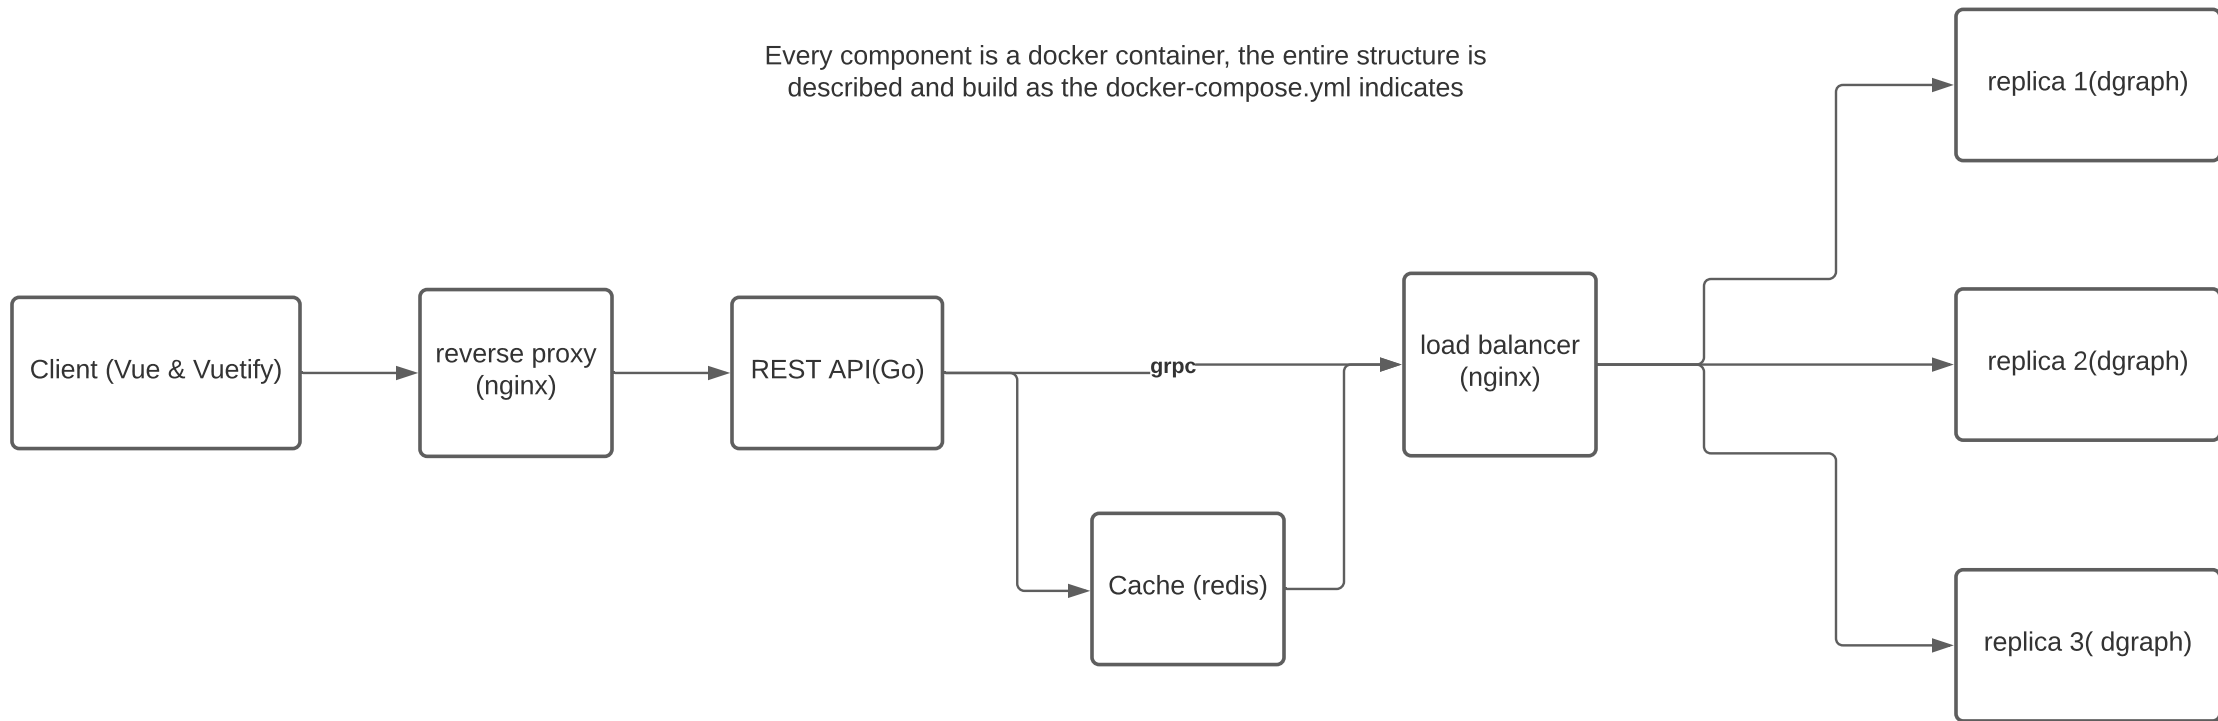 Every component is a docker container, the entire structure is
described and build as the docker-compose.yml indicates
Client (Vue & Vuetify)
reverse proxy
(nginx)
REST API(Go)
grpc
Cache (redis)
load balancer
(nginx)
replica 1(dgraph)
replica 2(dgraph)
replica 3( dgraph)